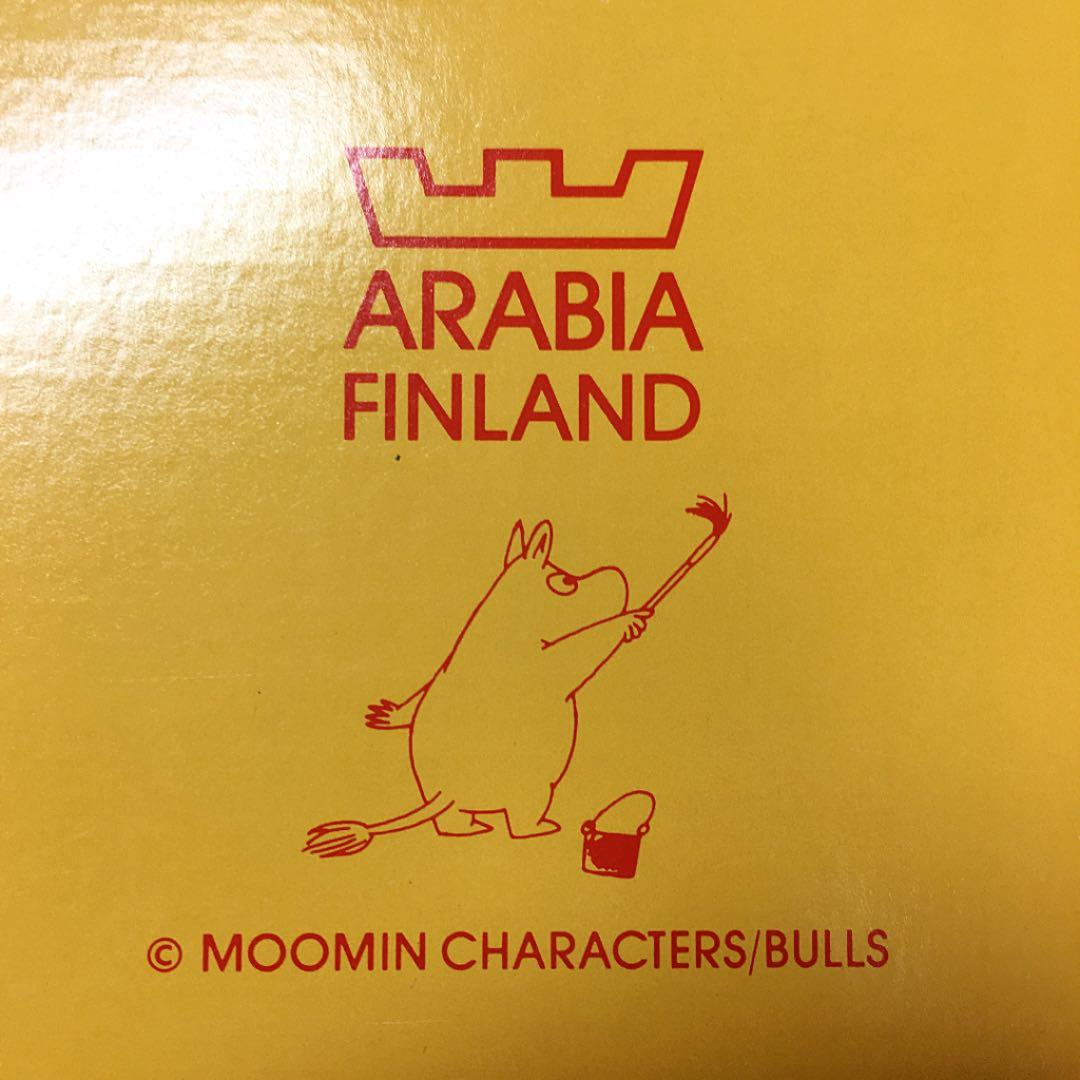 ARABIA
FINLAND
© MOOMIN CHARACTERS/BULLS